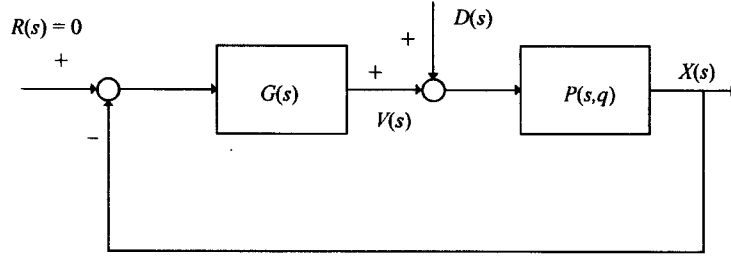 R(s) = 0
D(s)
+
+
+
G(s)
P(s,q)
X(s)
V(s)
−